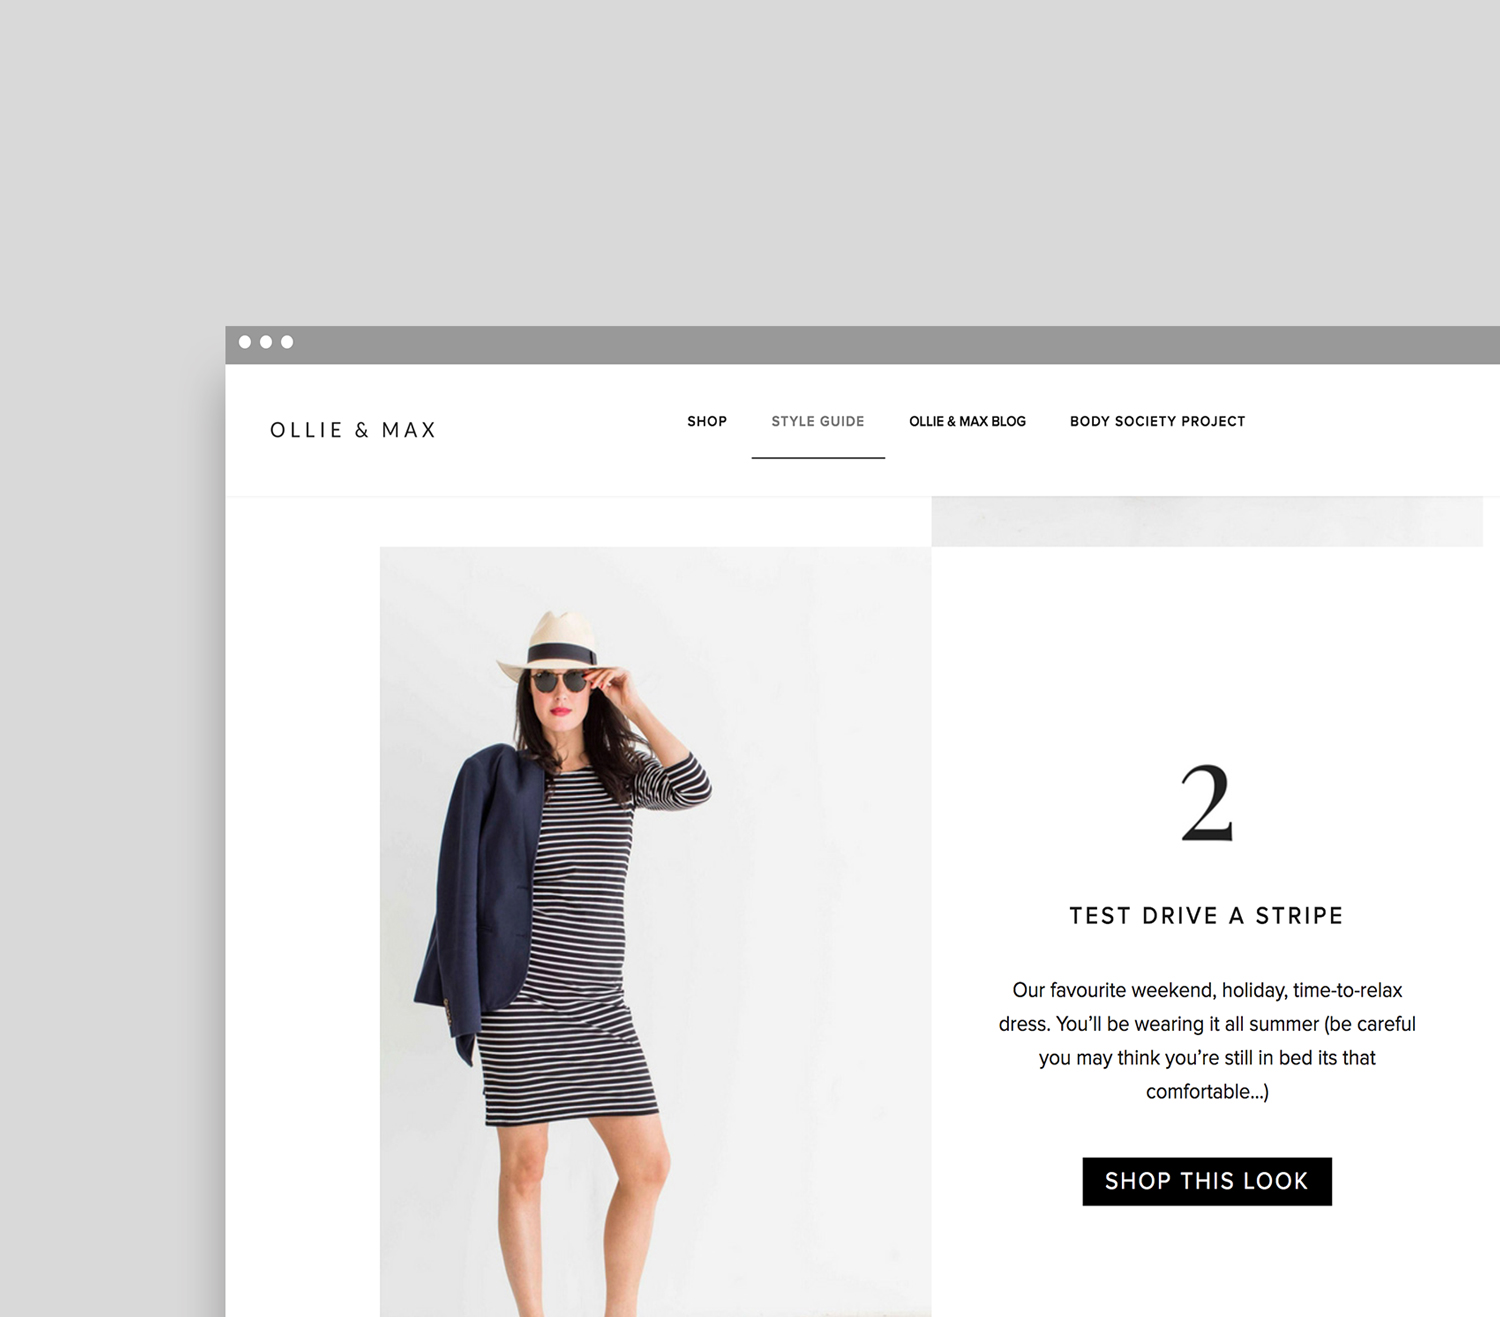 OLLIE & MAX
SHOP
STYLE GUIDE
OLLIE & MAX BLOG
BODY SOCIETY PROJECT
2
TEST DRIVE A STRIPE
Our favourite weekend, holiday, time-to-relax
dress. You’ll be wearing it all summer (be careful
you may think you’re still in bed its that
comfortable...)
SHOP THIS LOOK